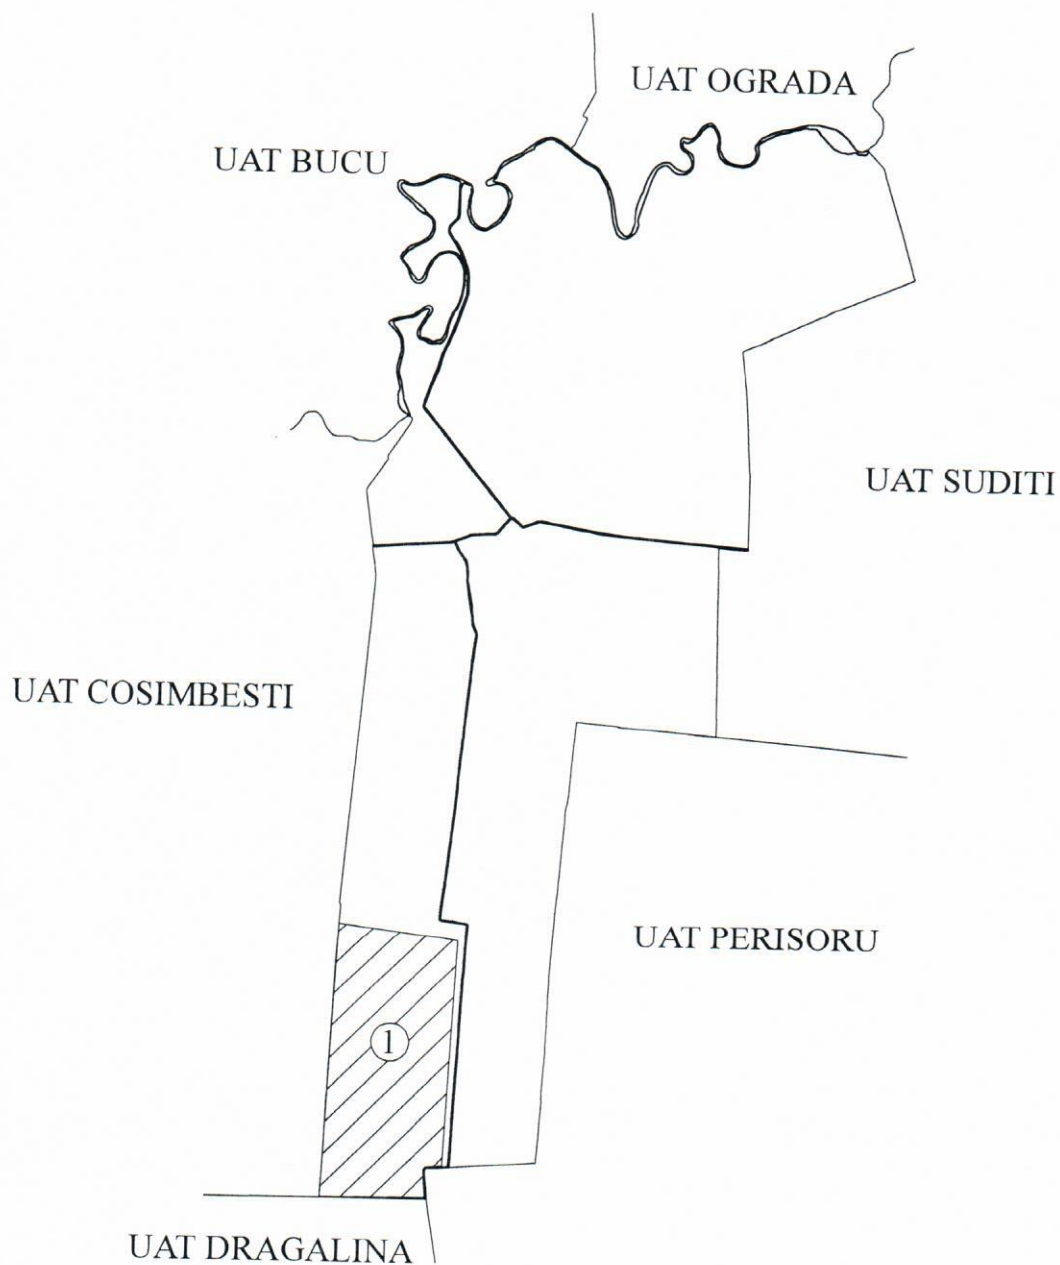 UAT OGRADA
UAT BUCU
UAT SUDITI
UAT COSIMBESTI
UAT PERISORU
1
UAT DRAGALINA